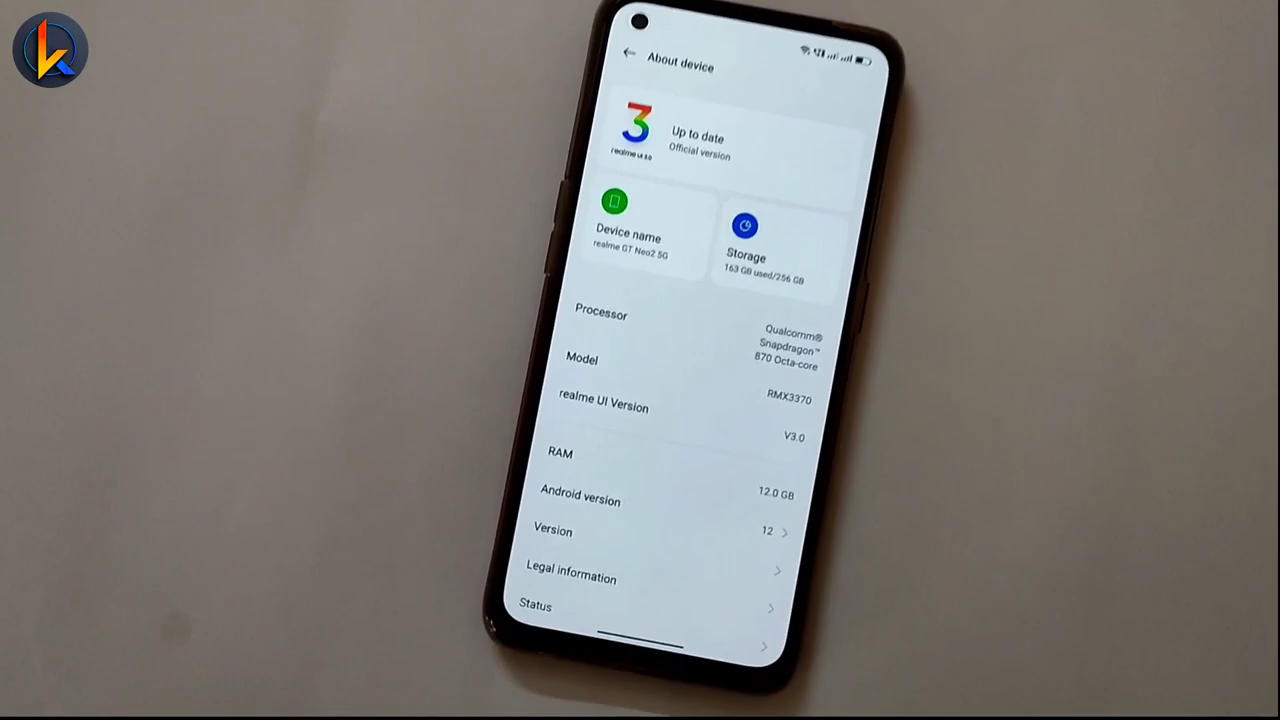 About device
3
realme UI 3.0
Up to date
Official version
Device name
realme GT Neo2 5G
Storage
163 GB used/256 GB
Processor
Qualcomm®
Snapdragon™
870 Octa-core
Model
RMX3370
realme UI Version
V3.0
RAM
12.0 GB
Android version
12
Version
Legal information
Status